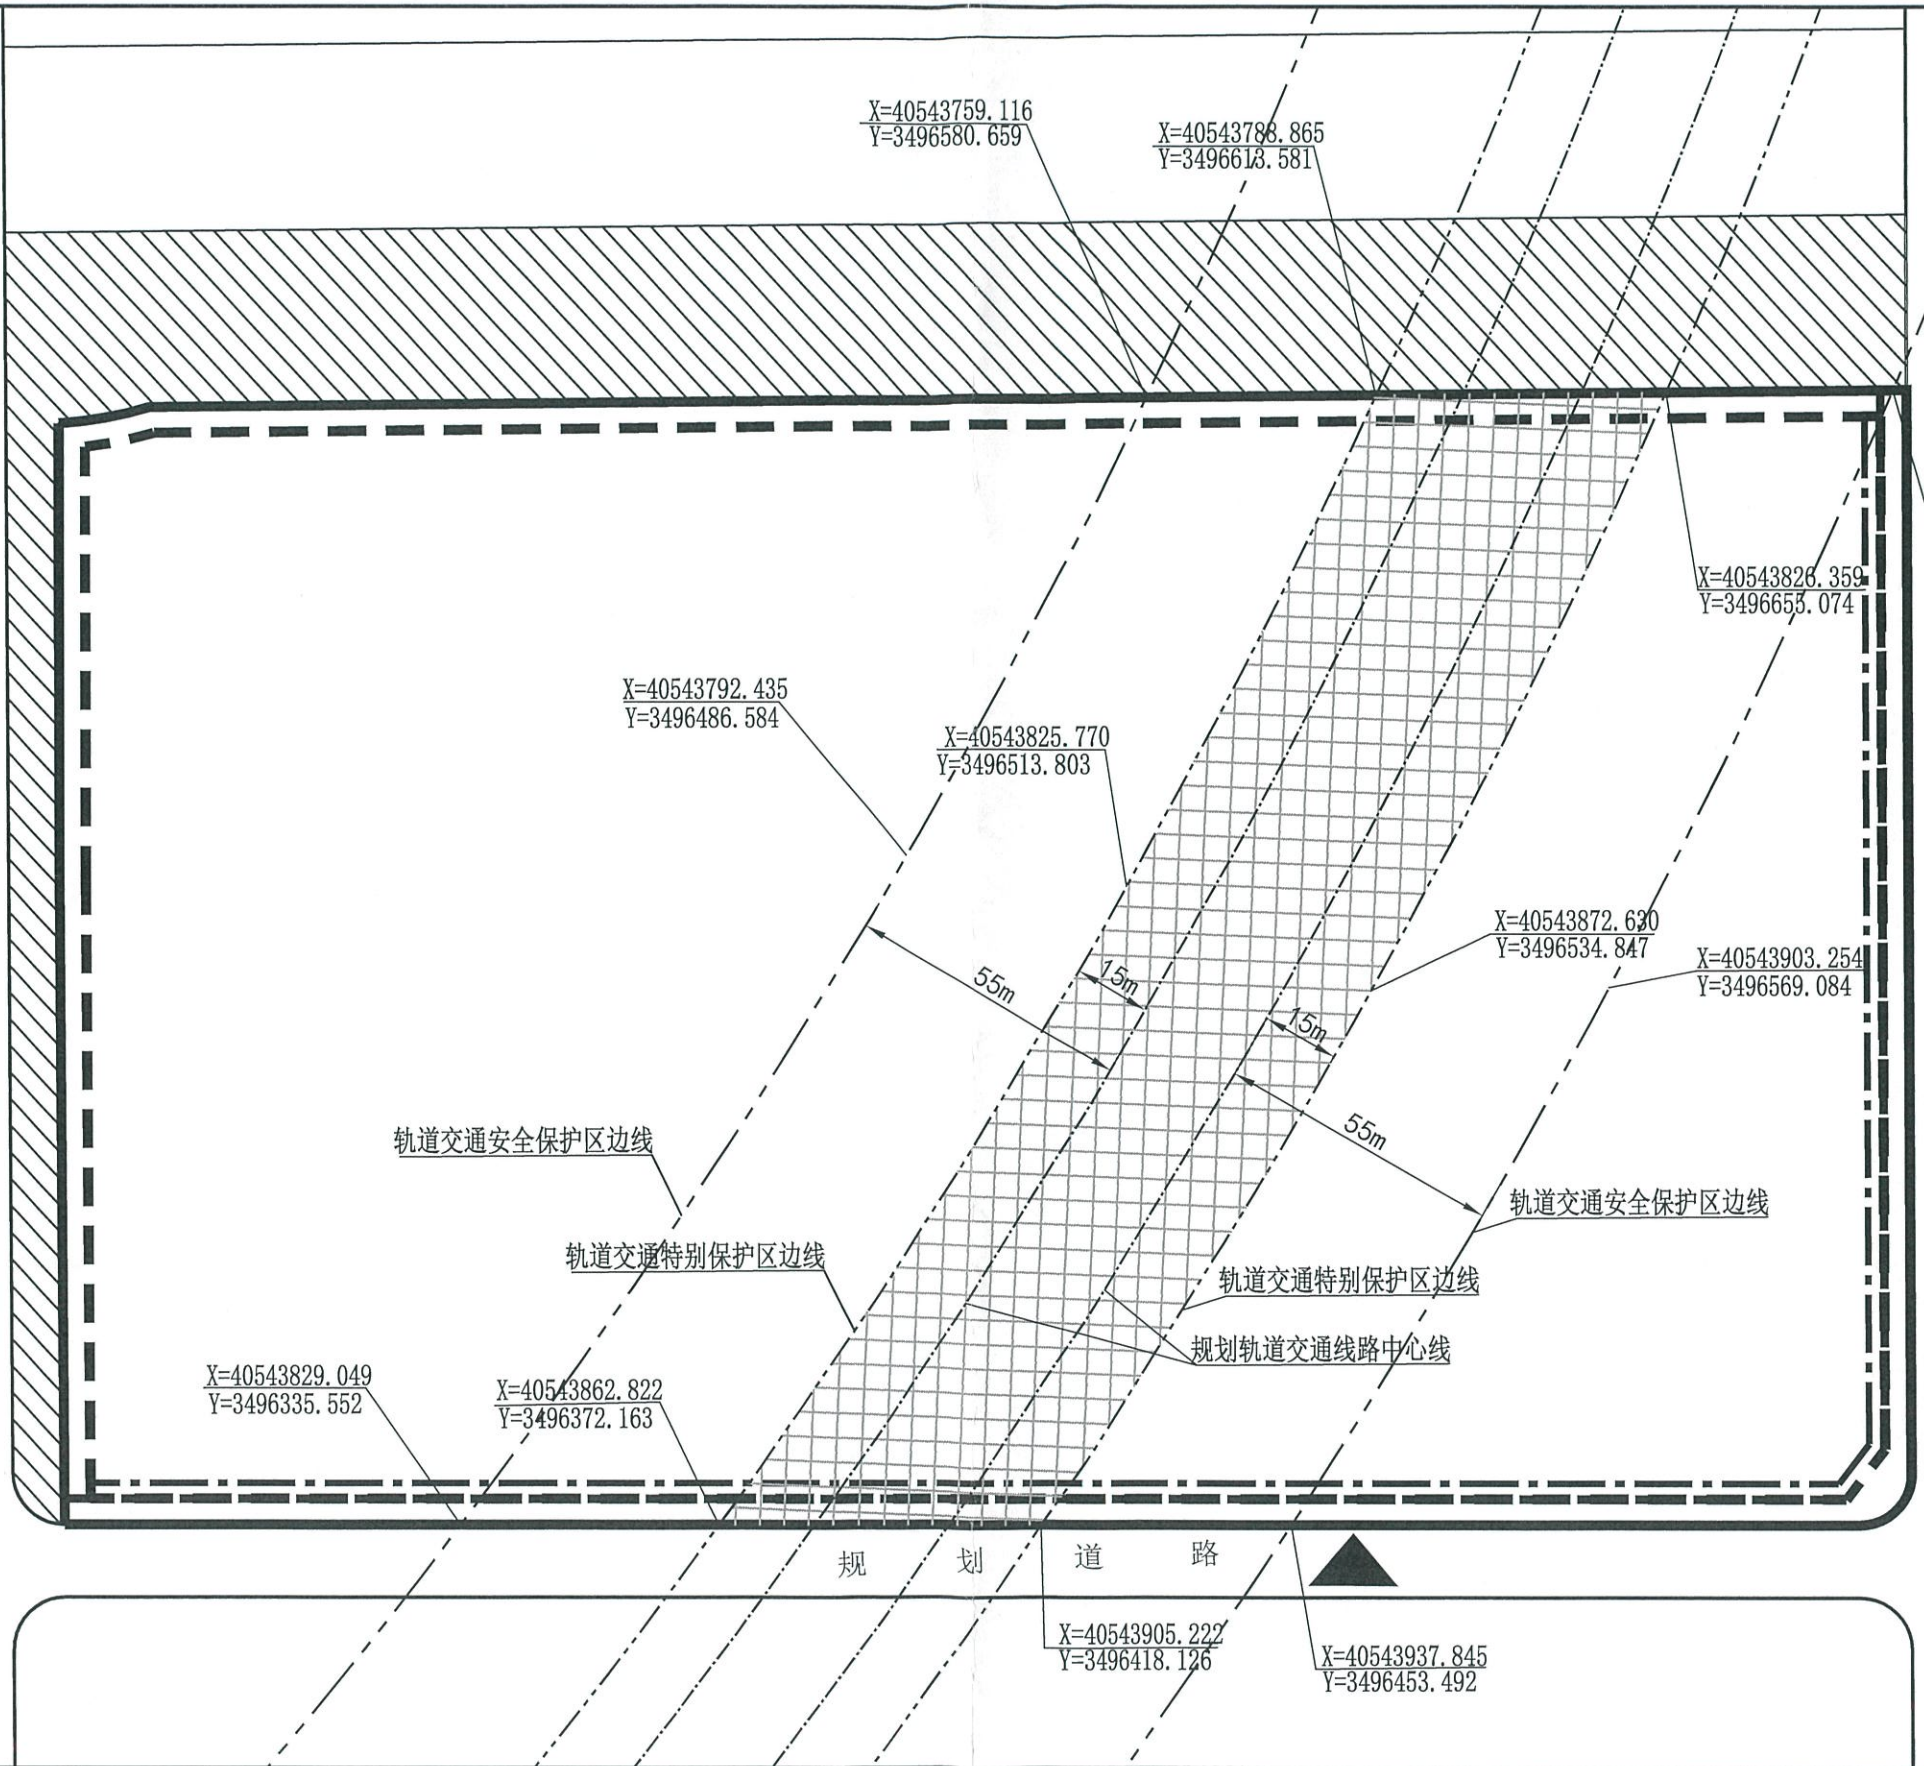 X=40543759.116
Y=3496580.659
X=40543788.865
Y=3496613.581
X=40543826.359
Y=3496655.074
X=40543792.435
Y=3496486.584
X=40543825.770
Y=3496513.803
X=40543872.630
Y=3496534.847
X=40543903.254
Y=3496569.084
55m
15m
15m
55m
轨道交通安全保护区边线
轨道交通安全保护区边线
轨道交通特别保护区边线
轨道交通特别保护区边线
规划轨道交通线路中心线
X=40543829.049
Y=3496335.552
X=40543862.822
Y=3496372.163
规划道路
X=40543905.222
Y=3496418.126
X=40543937.845
Y=3496453.492